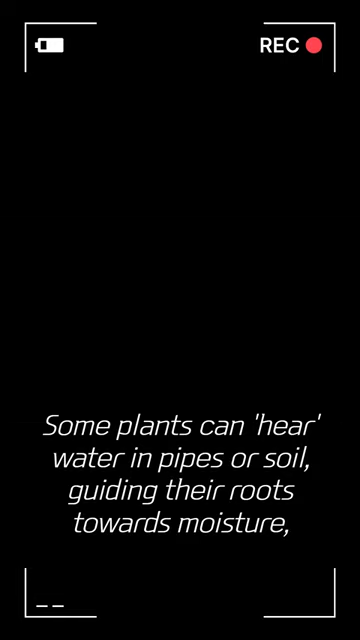 REC
Some plants can 'hear'
water in pipes or soil,
guiding their roots
towards moisture,